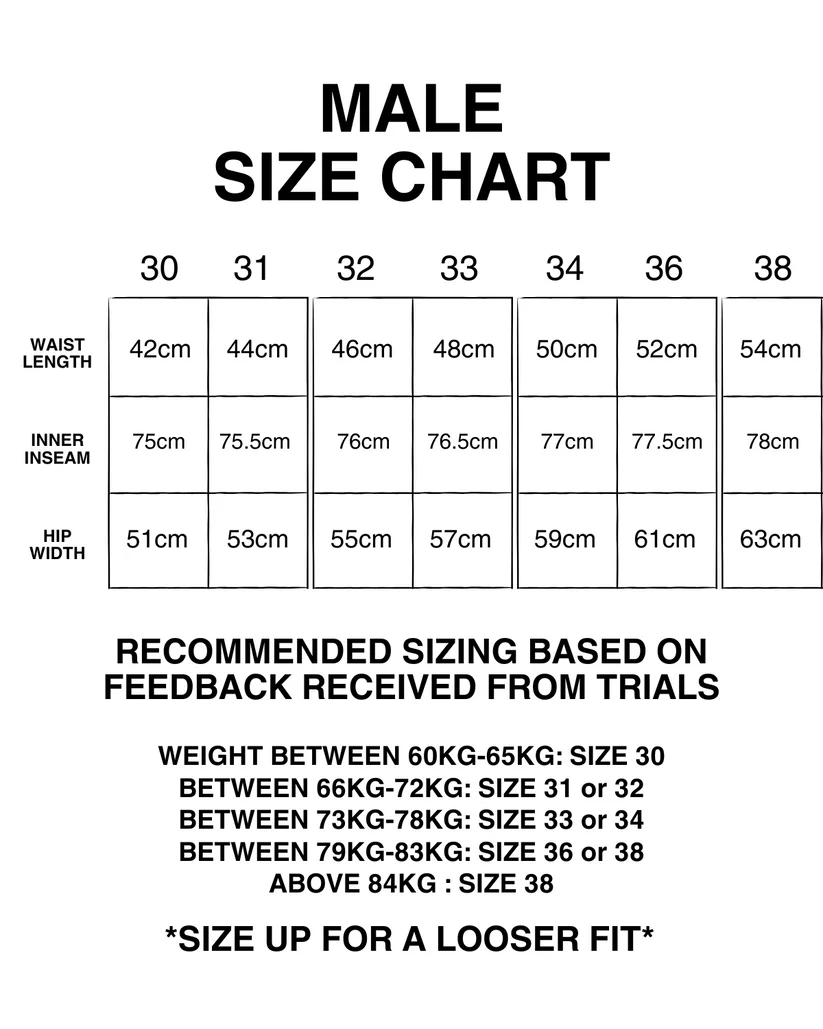 MALE
SIZE CHART
30 31 32 33 34 36 38
WAIST
LENGTH
42cm 44cm 46cm 48cm 50cm 52cm 54cm
INNER
INSEAM
75cm 75.5cm 76cm 76.5cm 77cm 77.5cm 78cm
HIP
WIDTH
51cm 53cm 55cm 57cm 59cm 61cm 63cm
RECOMMENDED SIZING BASED ON
FEEDBACK RECEIVED FROM TRIALS
WEIGHT BETWEEN 60KG-65KG: SIZE 30
BETWEEN 66KG-72KG: SIZE 31 or 32
BETWEEN 73KG-78KG: SIZE 33 or 34
BETWEEN 79KG-83KG: SIZE 36 or 38
ABOVE 84KG : SIZE 38
*SIZE UP FOR A LOOSER FIT*